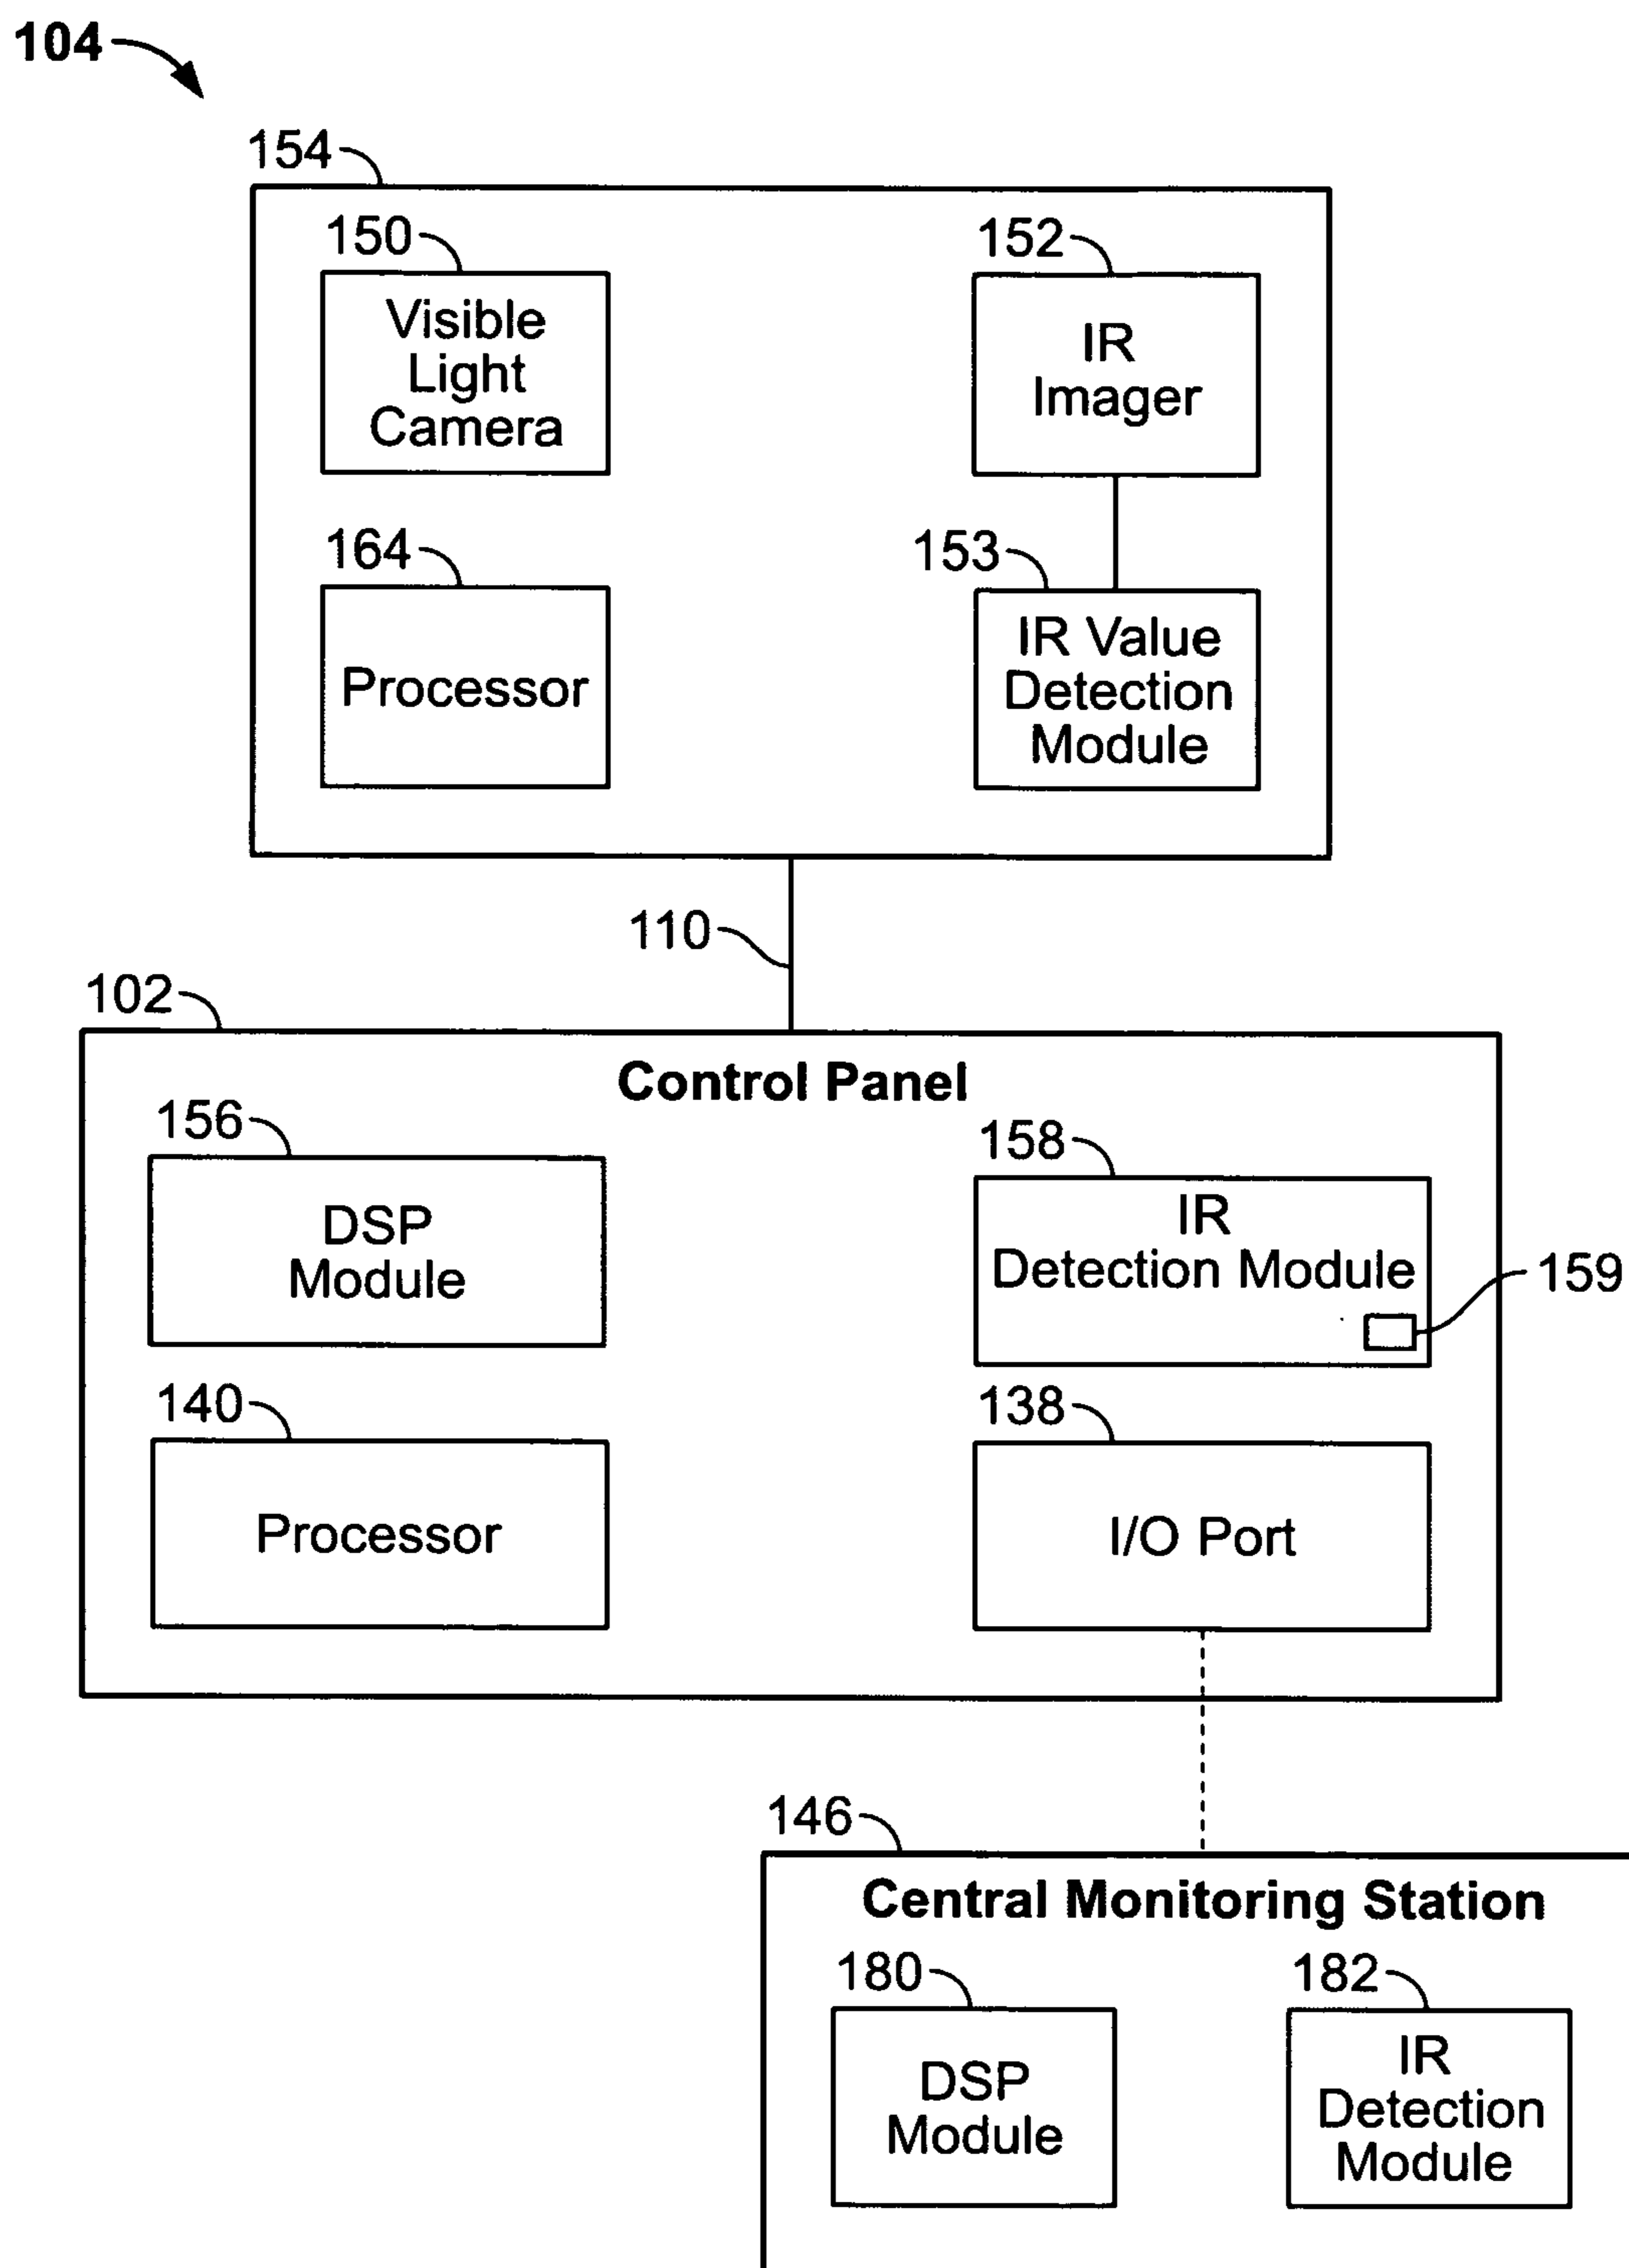 104
154
150
Visible
Light
Camera
152
IR
Imager
164
Processor
153
IR Value
Detection
Module
110
102
Control Panel
156
DSP
Module
158
IR
Detection Module
159
140
Processor
138
I/O Port
146
Central Monitoring Station
180
DSP
Module
182
IR
Detection
Module